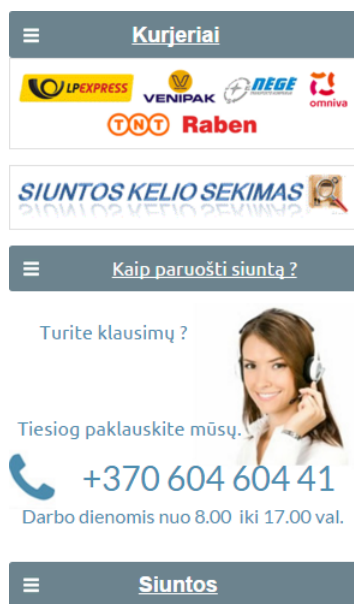 Kurjeriai
LPEXPRESS
VENIPAK
NĖGĖ
omniva
TNT Raben
SIUNTOS KELIO SEKIMAS
Kaip paruošti siuntą ?
Turite klausimų ?
Tiesiog paklauskite mūsų.
+370 604 604 41
Darbo dienomis nuo 8.00 iki 17.00 val.
Siuntos